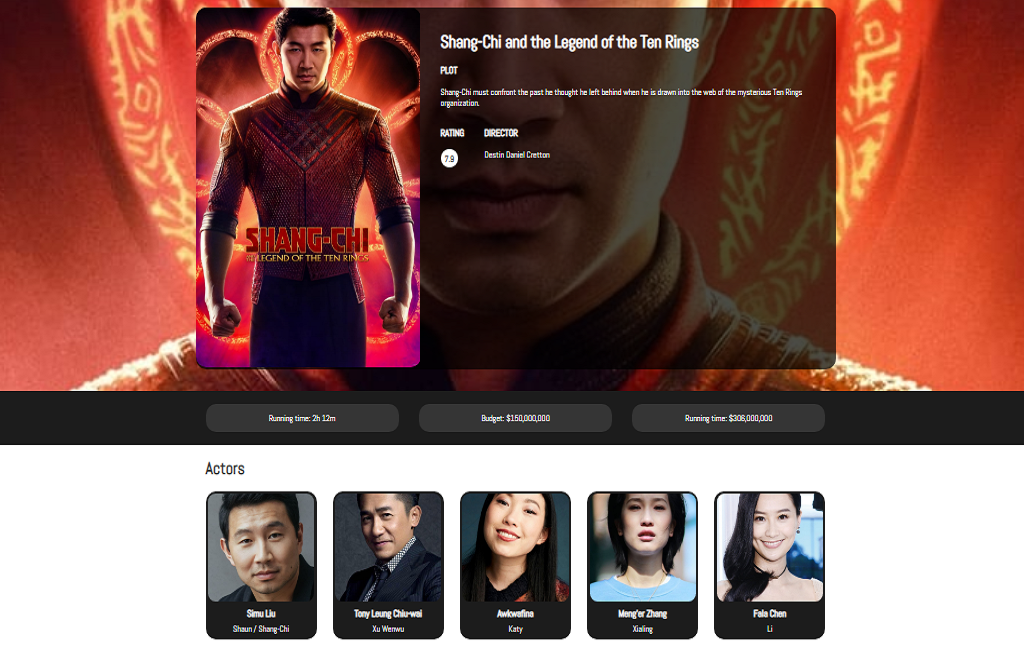 Shang-Chi and the Legend of the Ten Rings
PLOT
Shang-Chi must confront the past he thought he left behind when he is drawn into the web of the mysterious Ten Rings
organization.
RATING DIRECTOR
7.9 Destin Daniel Cretton
SHANG-CHI
AND THE LEGEND OF THE TEN RINGS
Running time: 2h 12m Budget: $150,000,000 Running time: $306,000,000
Actors
Simu Liu Tony Leung Chiu-wai Awkwafina Meng'er Zhang Fala Chen
Shaun / Shang-Chi Xu Wenwu Katy Xialing Li